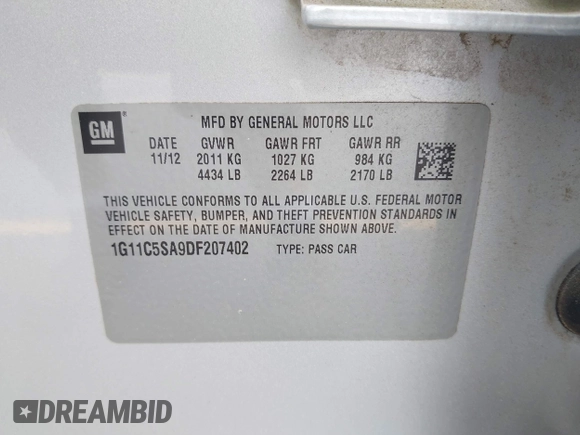 GM
MFD BY GENERAL MOTORS LLC
DATE GVWR GAWR FRT GAWR RR
11/12 2011 KG 1027 KG 984 KG
4434 LB 2264 LB 2170 LB
THIS VEHICLE CONFORMS TO ALL APPLICABLE U.S. FEDERAL MOTOR
VEHICLE SAFETY, BUMPER, AND THEFT PREVENTION STANDARDS IN
EFFECT ON THE DATE OF MANUFACTURE SHOWN ABOVE.
1G11C5SA9DF207402 TYPE: PASS CAR
DREAMBID